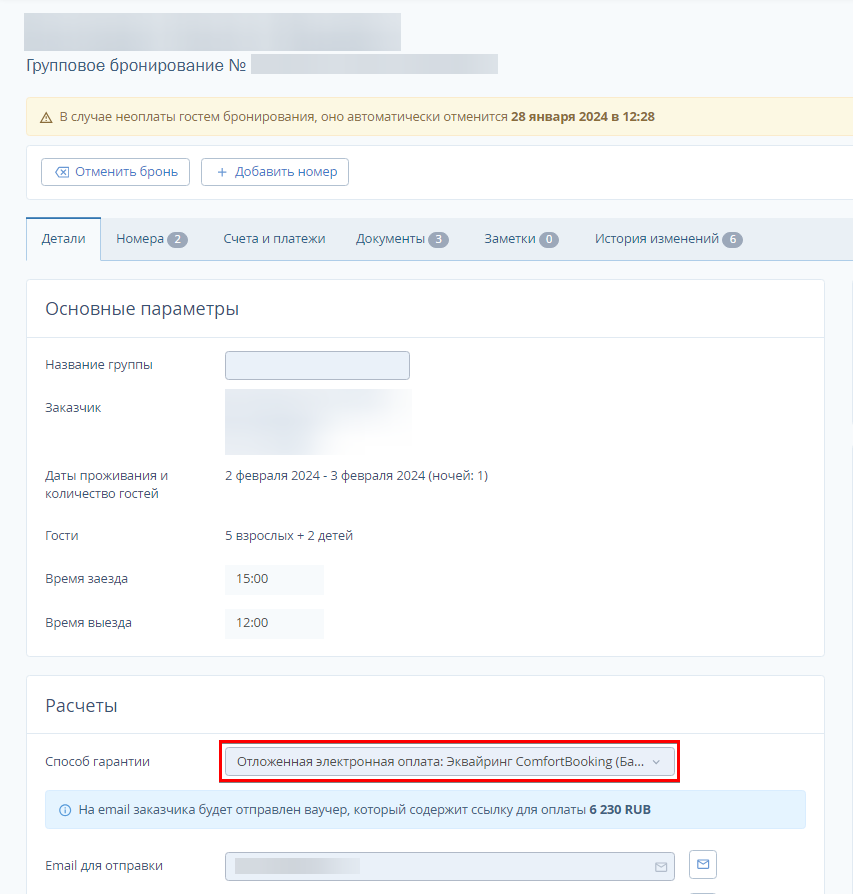 Групповое бронирование №
В случае неоплаты гостем бронирования, оно автоматически отменится 28 января 2024 в 12:28
Отменить бронь + Добавить номер
Детали Номера 2 Счета и платежи Документы 3 Заметки 0 История изменений 6
Основные параметры
Название группы
Заказчик
Даты проживания и
количество гостей
2 февраля 2024 - 3 февраля 2024 (ночей: 1)
Гости 5 взрослых + 2 детей
Время заезда 15:00
Время выезда 12:00
Расчеты
Способ гарантии Отложенная электронная оплата: Эквайринг ComfortBooking (Ба...
На email заказчика будет отправлен ваучер, который содержит ссылку для оплаты 6 230 RUB
Email для отправки